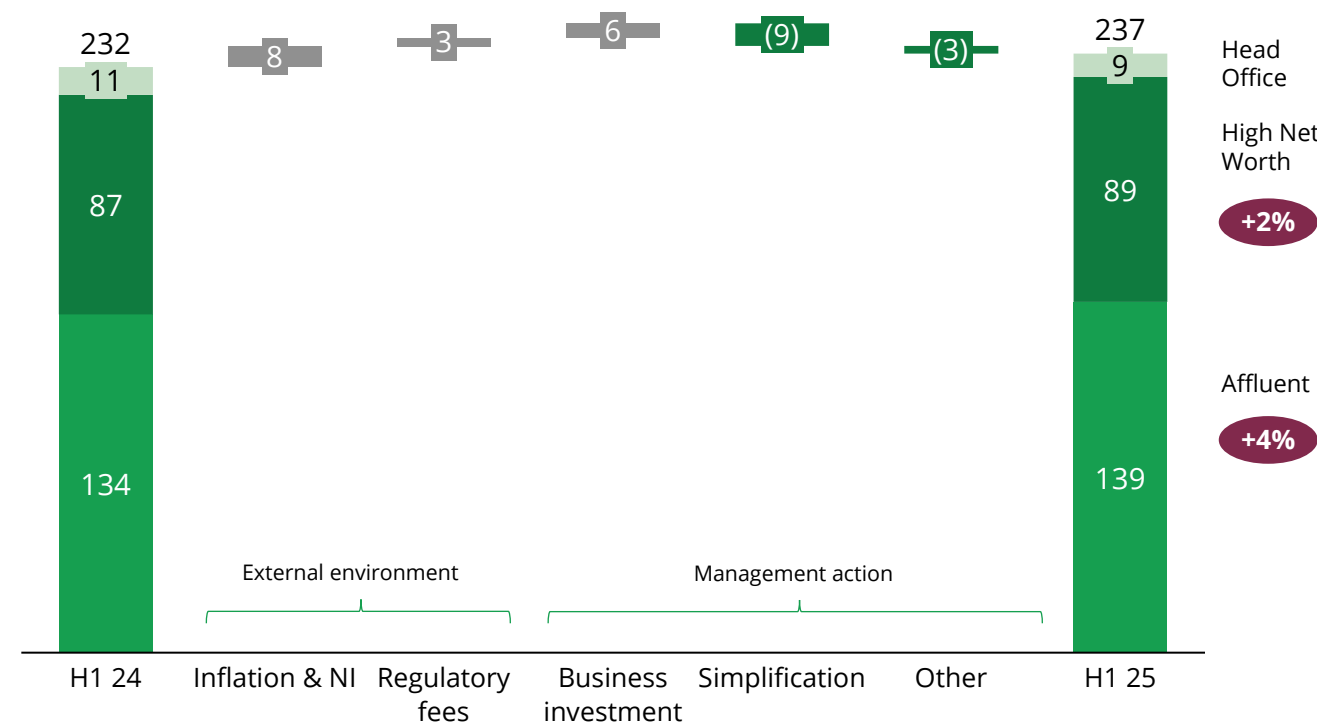 232
11
87
134
8
3
6
(9)
(3)
237
9
89
139
Head
Office
High Net
Worth
+2%
Affluent
+4%
External environment
Management action
H1 24
Inflation & NI
Regulatory
fees
Business
investment
Simplification
Other
H1 25